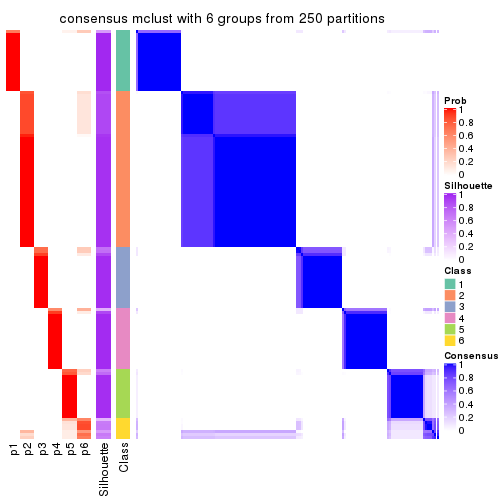 consensus mclust with 6 groups from 250 partitions
Prob
1
0.8
0.6
0.4
0.2
0
Silhouette
1
0.8
0.6
0.4
0.2
0
Class
1
2
3
4
5
6
Consensus
1
0.8
0.6
0.4
0.2
0
p1
p2
p3
p4
p5
p6
Silhouette
Class